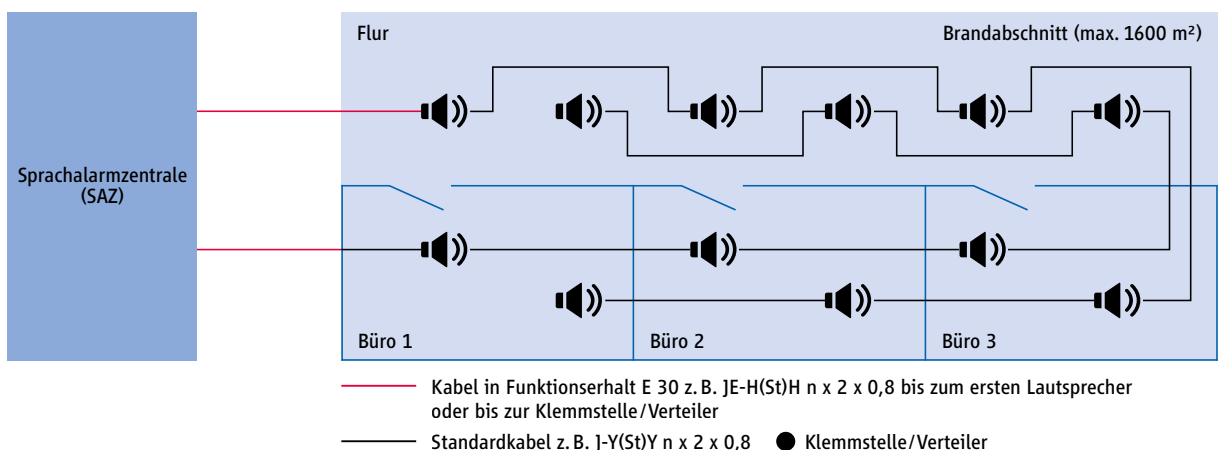 Flur
Brandabschnitt (max. 1600 m²)
Sprachalarmzentrale
(SAZ)
Büro 1
Büro 2
Büro 3
Kabel in Funktionserhalt E 30 z. B. JE-H(St)H n x 2 x 0,8 bis zum ersten Lautsprecher
oder bis zur Klemmstelle/Verteiler
Standardkabel z. B. J-Y(St)Y n x 2 x 0,8
Klemmstelle/Verteiler